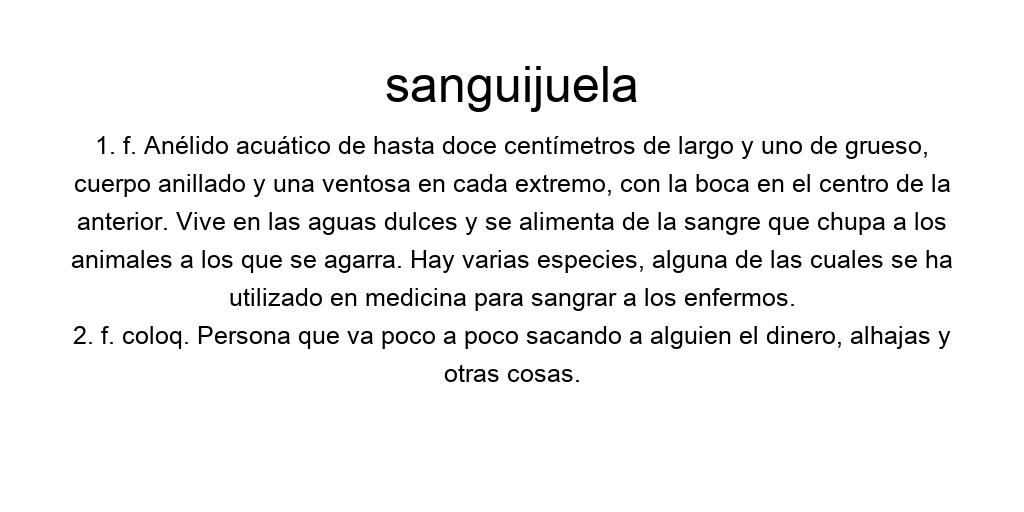 sanguijuela
1. f. Anélido acuático de hasta doce centímetros de largo y uno de grueso,
cuerpo anillado y una ventosa en cada extremo, con la boca en el centro de la
anterior. Vive en las aguas dulces y se alimenta de la sangre que chupa a los
animales a los que se agarra. Hay varias especies, alguna de las cuales se ha
utilizado en medicina para sangrar a los enfermos.
2. f. coloq. Persona que va poco a poco sacando a alguien el dinero, alhajas y
otras cosas.